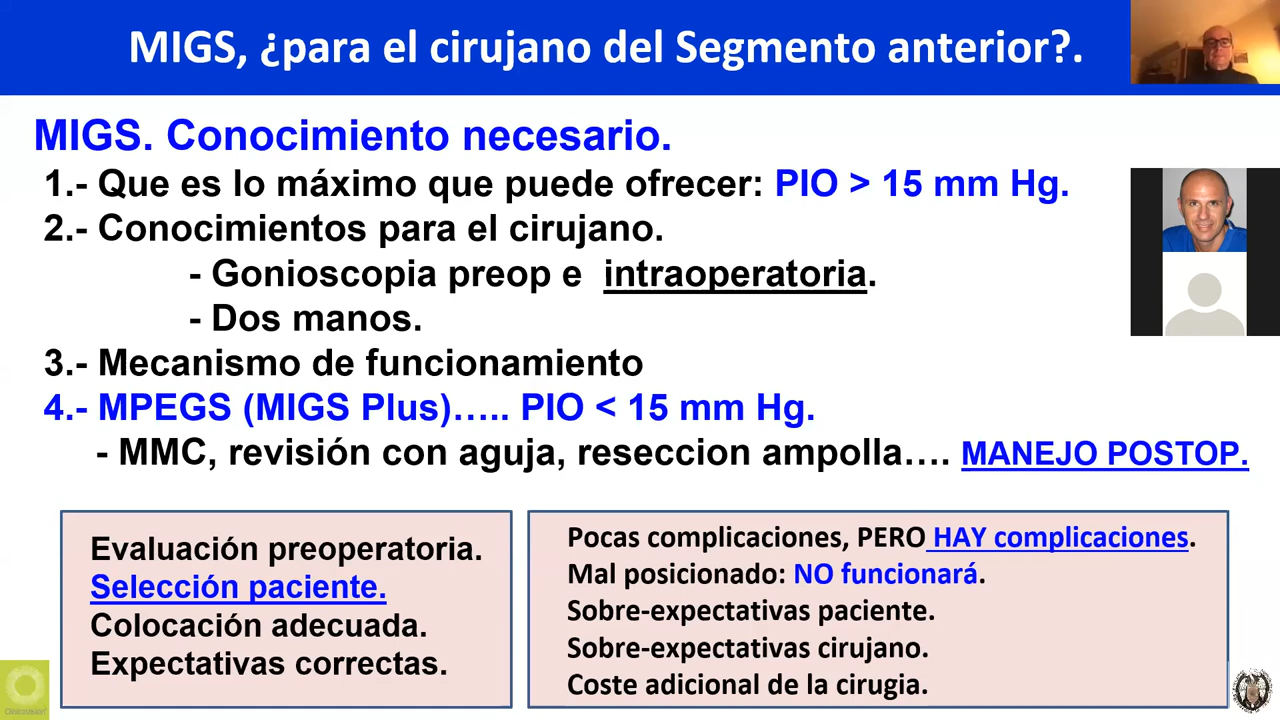 MIGS, ¿para el cirujano del Segmento anterior?.
MIGS. Conocimiento necesario.
1.- Que es lo máximo que puede ofrecer: PIO > 15 mm Hg.
2.- Conocimientos para el cirujano.
- Gonioscopia preop e intraoperatoria.
- Dos manos.
3.- Mecanismo de funcionamiento
4.- MPEGS (MIGS Plus)….. PIO < 15 mm Hg.
- MMC, revisión con aguja, reseccion ampolla…. MANEJO POSTOP.
Evaluación preoperatoria.
Selección paciente.
Colocación adecuada.
Expectativas correctas.
Pocas complicaciones, PERO HAY complicaciones.
Mal posicionado: NO funcionará.
Sobre-expectativas paciente.
Sobre-expectativas cirujano.
Coste adicional de la cirugia.